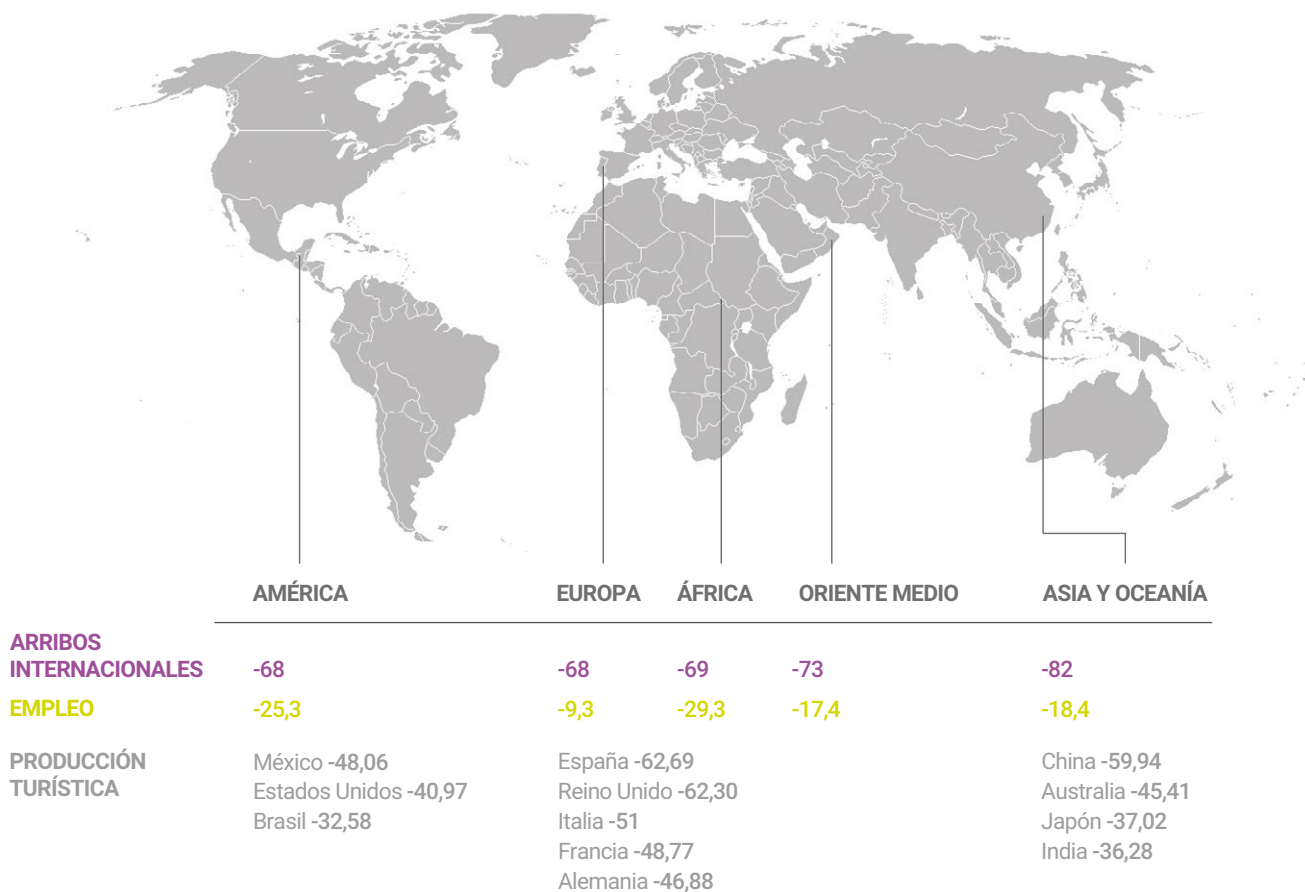 AMÉRICA EUROPA ÁFRICA ORIENTE MEDIO ASIA Y OCEANÍA
ARRIBOS
INTERNACIONALES -68 -68 -69 -73 -82
EMPLEO -25,3 -9,3 -29,3 -17,4 -18,4
PRODUCCIÓN
TURÍSTICA
México -48,06
Estados Unidos -40,97
Brasil -32,58
España -62,69
Reino Unido -62,30
Italia -51
Francia -48,77
Alemania -46,88
China -59,94
Australia -45,41
Japón -37,02
India -36,28